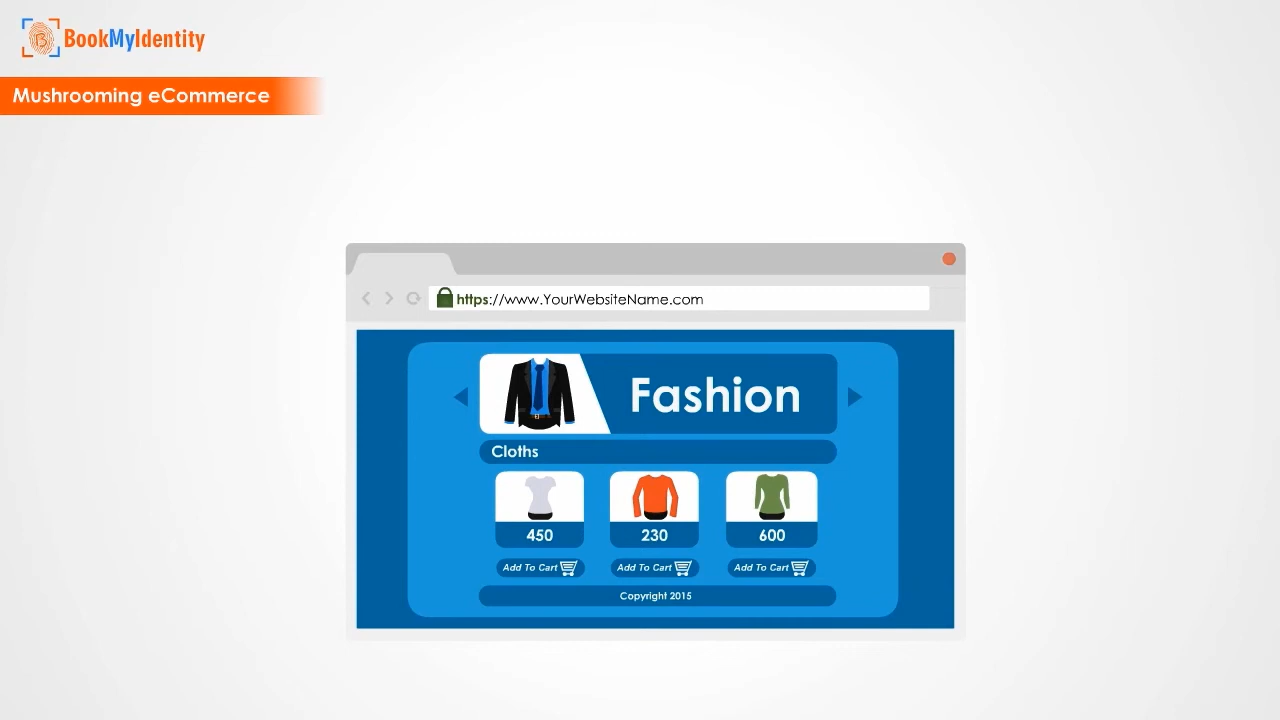 BookMyIdentity
Mushrooming eCommerce
https://www.YourWebsiteName.com
Fashion
Cloths
450 230 600
Add To Cart Add To Cart Add To Cart
Copyright 2015